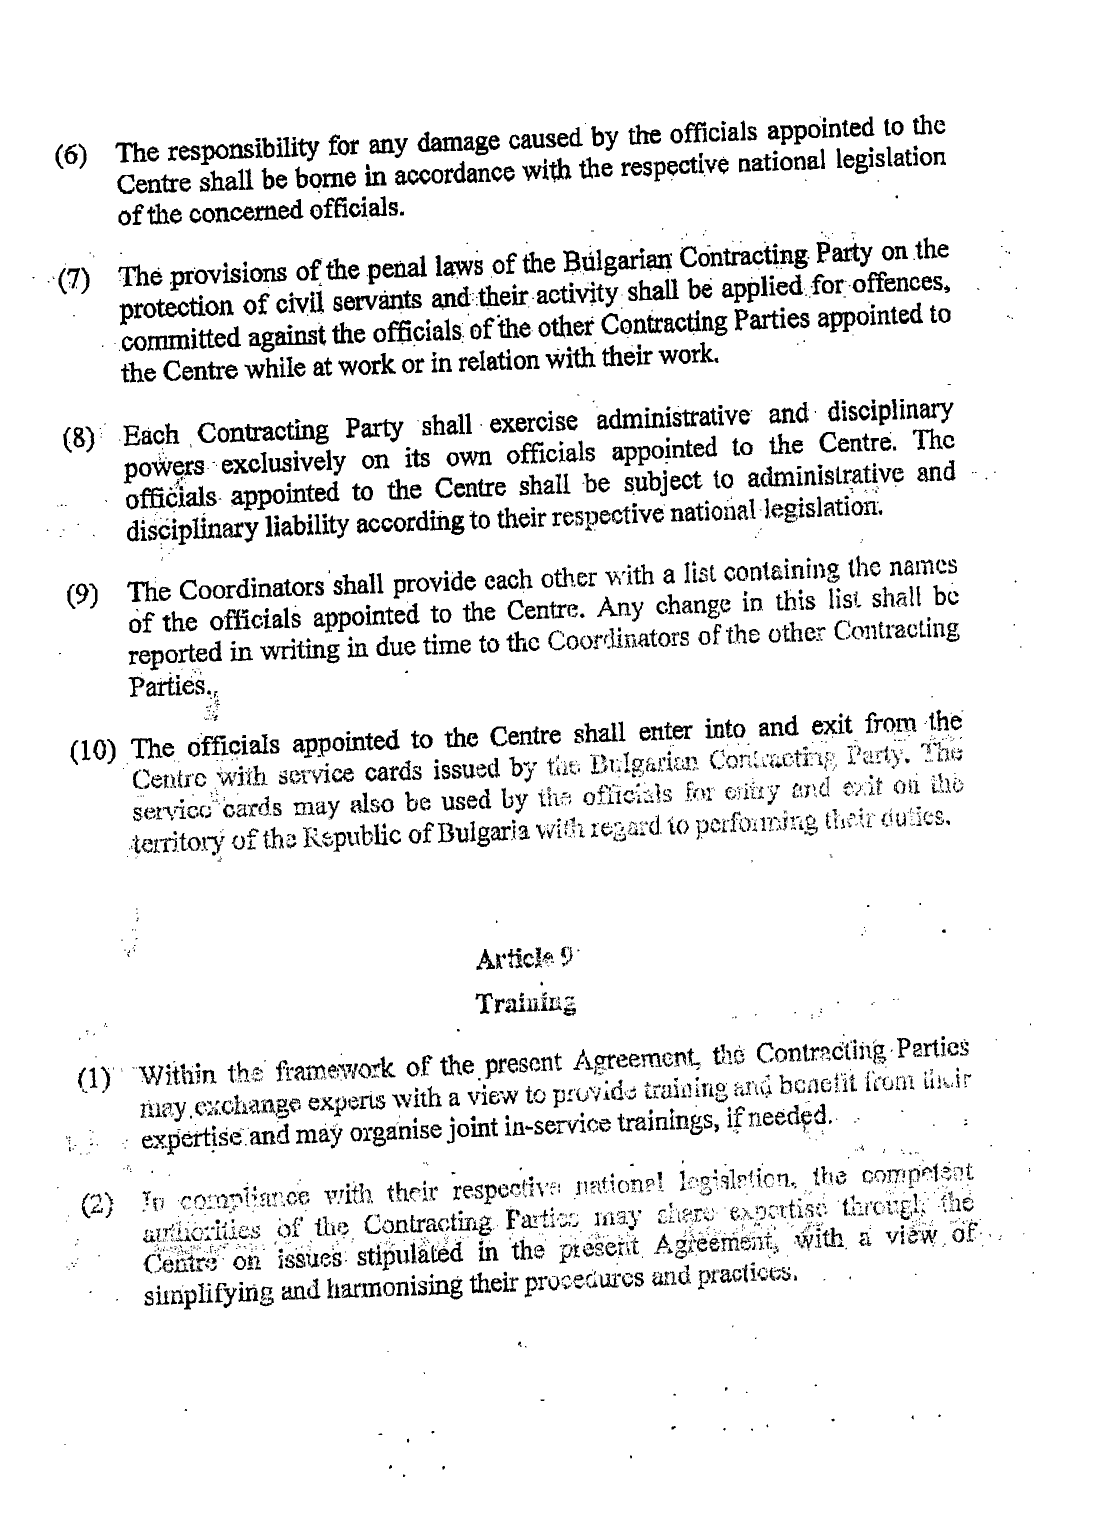 (6) The responsibility for any damage caused by the officials appointed to the
Centre shall be borne in accordance with the respective national legislation
of the concerned officials.
(7) The provisions of the penal laws of the Bulgarian Contracting Party on the
protection of civil servants and their activity shall be applied for offences,
committed against the officials of the other Contracting Parties appointed to
the Centre while at work or in relation with their work.
(8) Each Contracting Party shall exercise administrative and disciplinary
powers exclusively on its own officials appointed to the Centre. The
officials appointed to the Centre shall be subject to administrative and
disciplinary liability according to their respective national legislation.
(9) The Coordinators shall provide each other with a list containing the names
of the officials appointed to the Centre. Any change in this list shall be
reported in writing in due time to the Coordinators of the other Contracting
Parties.
(10) The officials appointed to the Centre shall enter into and exit from the
Centre with service cards issued by the Bulgarian Contracting Party. The
service cards may also be used by the officials for entry and exit on the
territory of the Republic of Bulgaria with regard to performing their duties.
Article 9
Training
(1) Within the framework of the present Agreement, the Contracting Parties
may exchange experts with a view to provide training and benefit from their
expertise and may organise joint in-service trainings, if needed.
(2) In compliance with their respective national legislation, the competent
authorities of the Contracting Parties may share expertise through the
Centre on issues stipulated in the present Agreement, with a view of
simplifying and harmonising their procedures and practices.